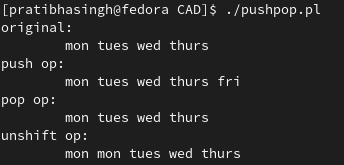 [pratibhasingh@fedora CAD]$ ./pushpop.pl
original:
        mon tues wed thurs
push op:
        mon tues wed thurs fri
pop op:
        mon tues wed thurs
unshift op:
        mon mon tues wed thurs